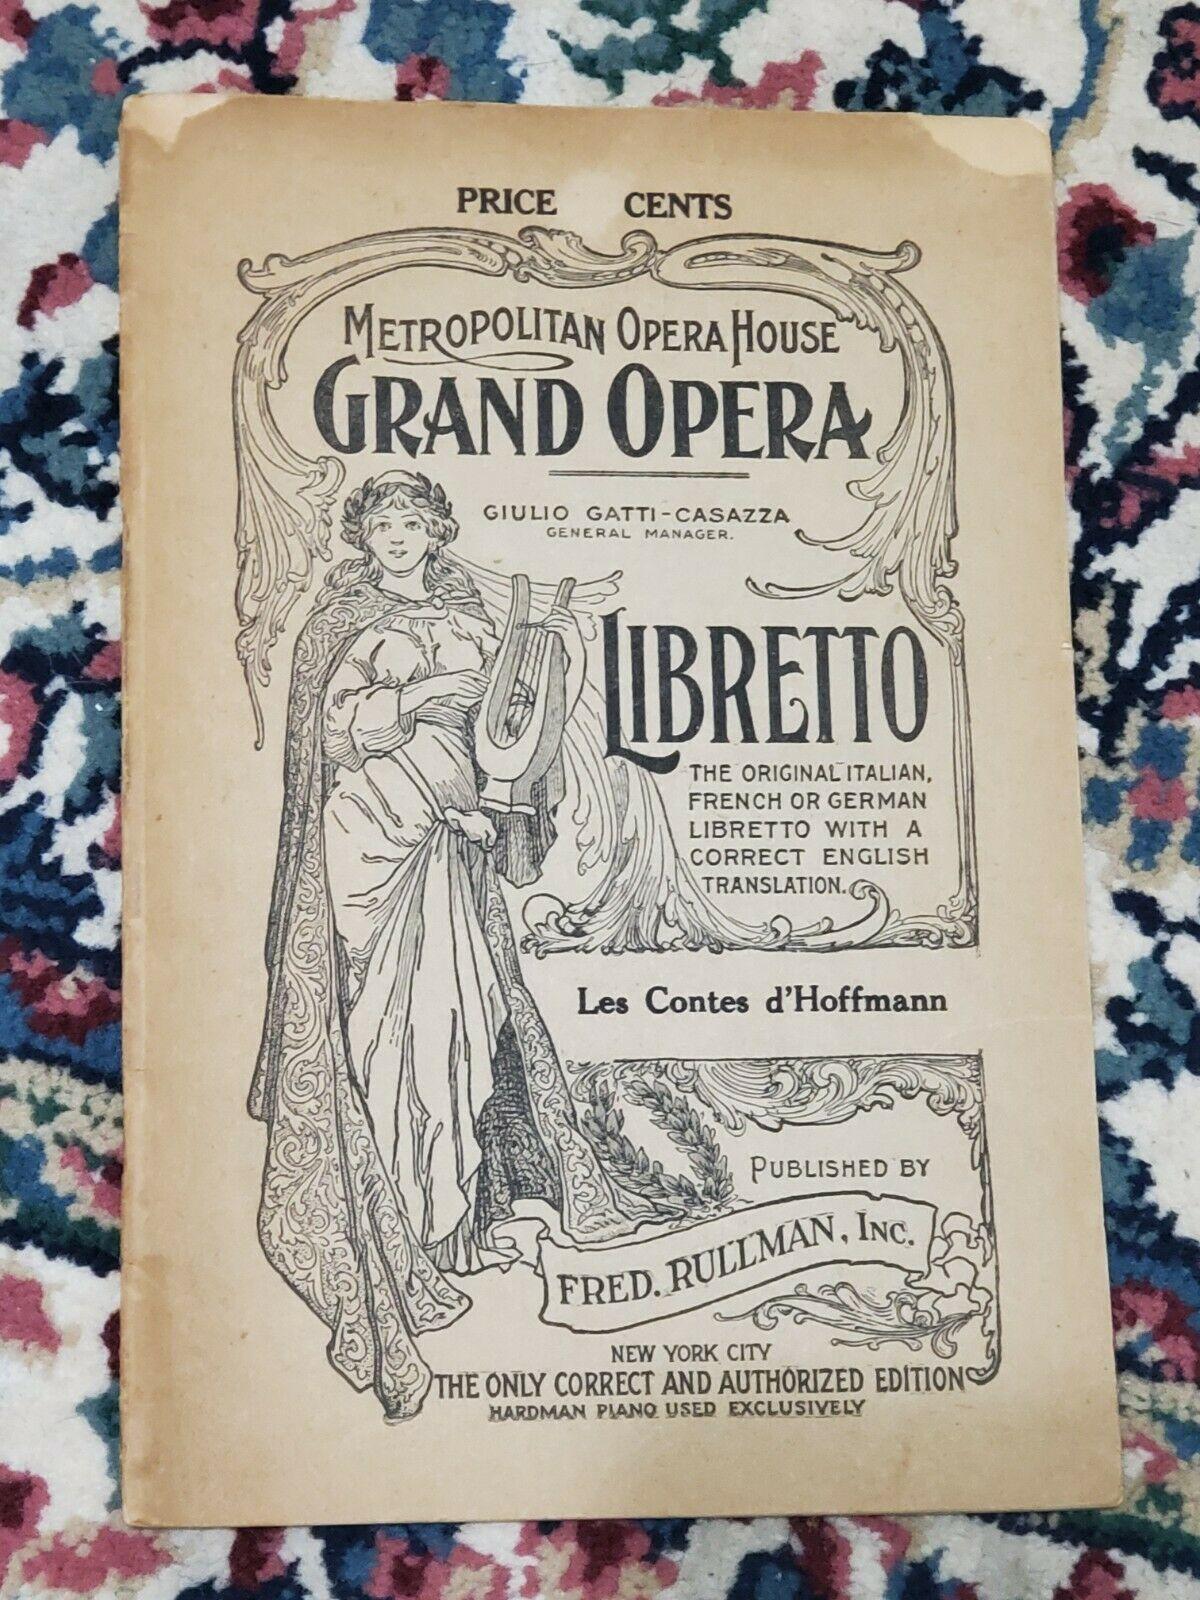 PRICE CENTS
METROPOLITAN OPERA HOUSE
GRAND OPERA
GIULIO GATTI-CASAZZA
GENERAL MANAGER.
LIBRETTO
THE ORIGINAL ITALIAN,
FRENCH OR GERMAN
LIBRETTO WITH A
CORRECT ENGLISH
TRANSLATION.
Les Contes d'Hoffmann
PUBLISHED BY
FRED. RULLMAN, INC.
NEW YORK CITY
THE ONLY CORRECT AND AUTHORIZED EDITION
HARDMAN PIANO USED EXCLUSIVELY